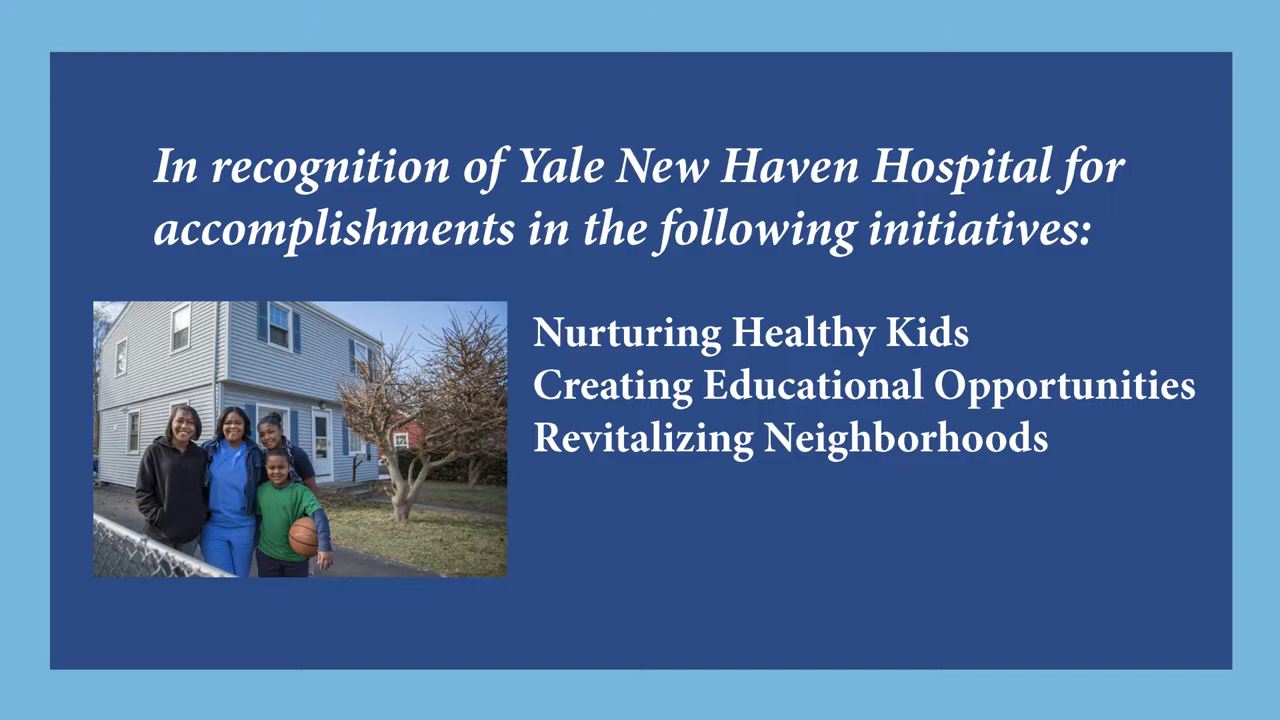 In recognition of Yale New Haven Hospital for
accomplishments in the following initiatives:
Nurturing Healthy Kids
Creating Educational Opportunities
Revitalizing Neighborhoods